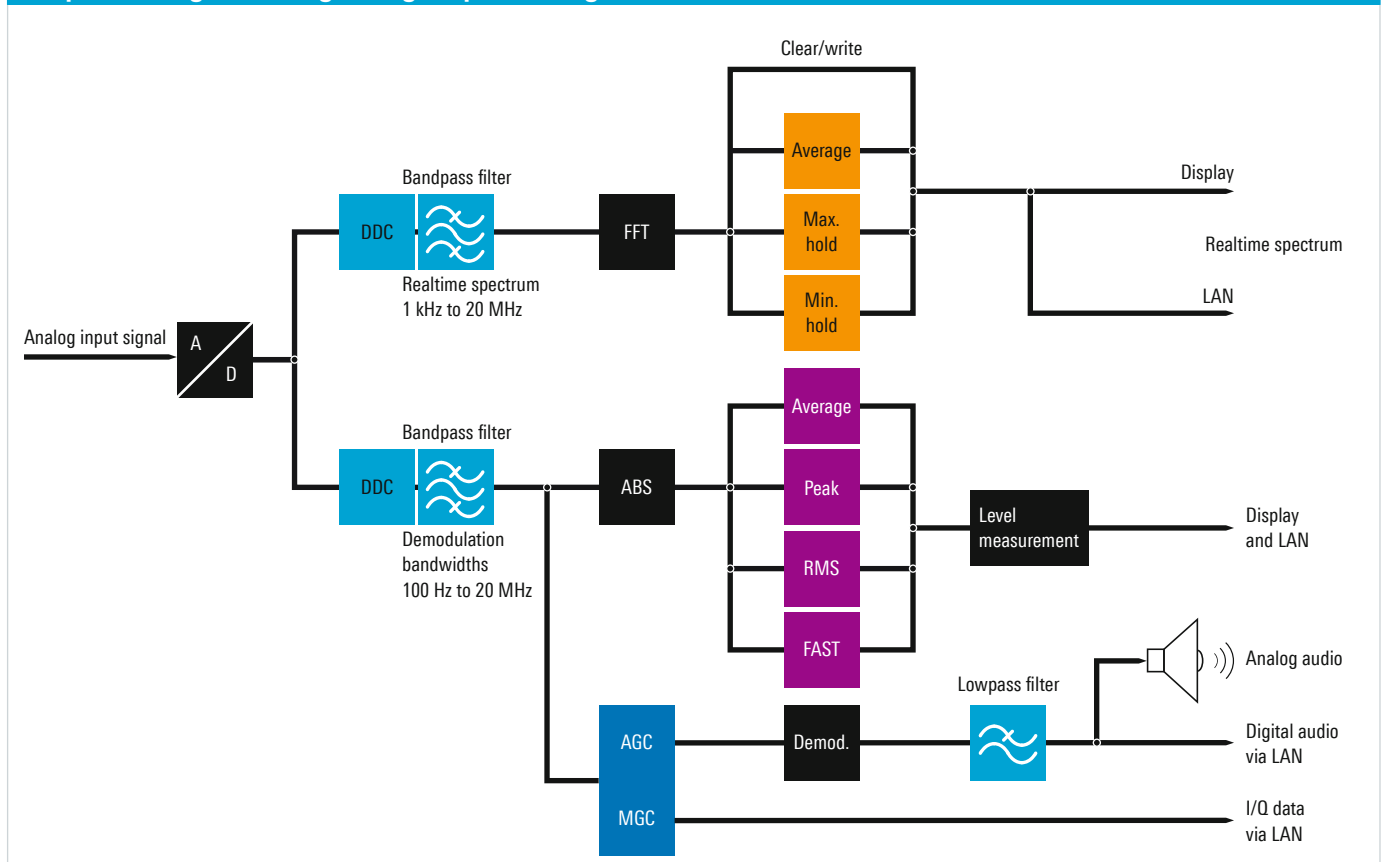 Clear/write
Average
Display
Bandpass filter
DDC
FFT
Max.
hold
Realtime spectrum
Realtime spectrum
1 kHz to 20 MHz
Min.
hold
LAN
Analog input signal
A
D
Average
Bandpass filter
DDC
ABS
Peak
Level
measurement
Display
and LAN
Demodulation
bandwidths
100 Hz to 20 MHz
RMS
FAST
Analog audio
Lowpass filter
AGC
Demod.
Digital audio
via LAN
MGC
I/Q data
via LAN